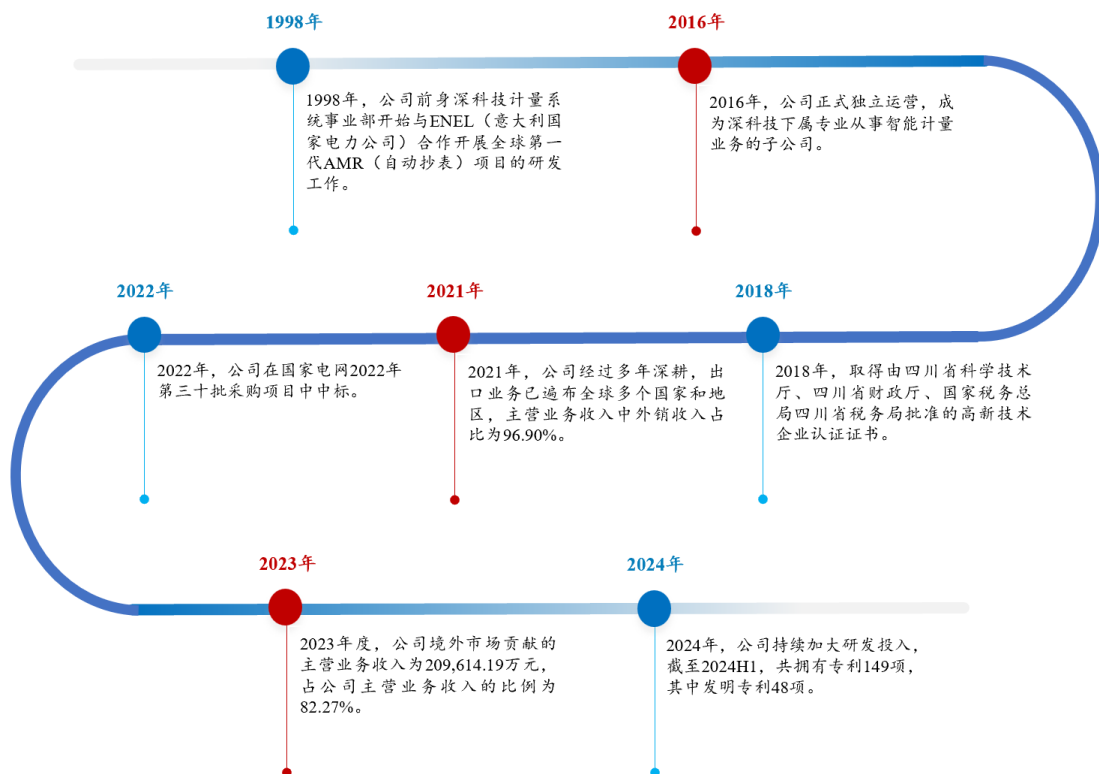 1998年
1998年，公司前身深科技计量系
统事业部开始与ENEL（意大利国
家电力公司）合作开展全球第一
代AMR（自动抄表）项目的研发
工作。
2016年
2016年，公司正式独立运营，成
为深科技下属专业从事智能计量
业务的子公司。
2022年
2022年，公司在国家电网2022年
第三十批采购项目中中标。
2021年
2021年，公司经过多年深耕，出
口业务已遍布全球多个国家和地
区，主营业务收入中外销收入占
比为96.90%。
2018年
2018年，取得由四川省科学技术
厅、四川省财政厅、国家税务总
局四川省税务局批准的高新技术
企业认证证书。
2023年
2023年度，公司境外市场贡献的
主营业务收入为209,614.19万元，
占公司主营业务收入的比例为
82.27%。
2024年
2024年，公司持续加大研发投入，
截至2024H1，共拥有专利149项，
其中发明专利48项。